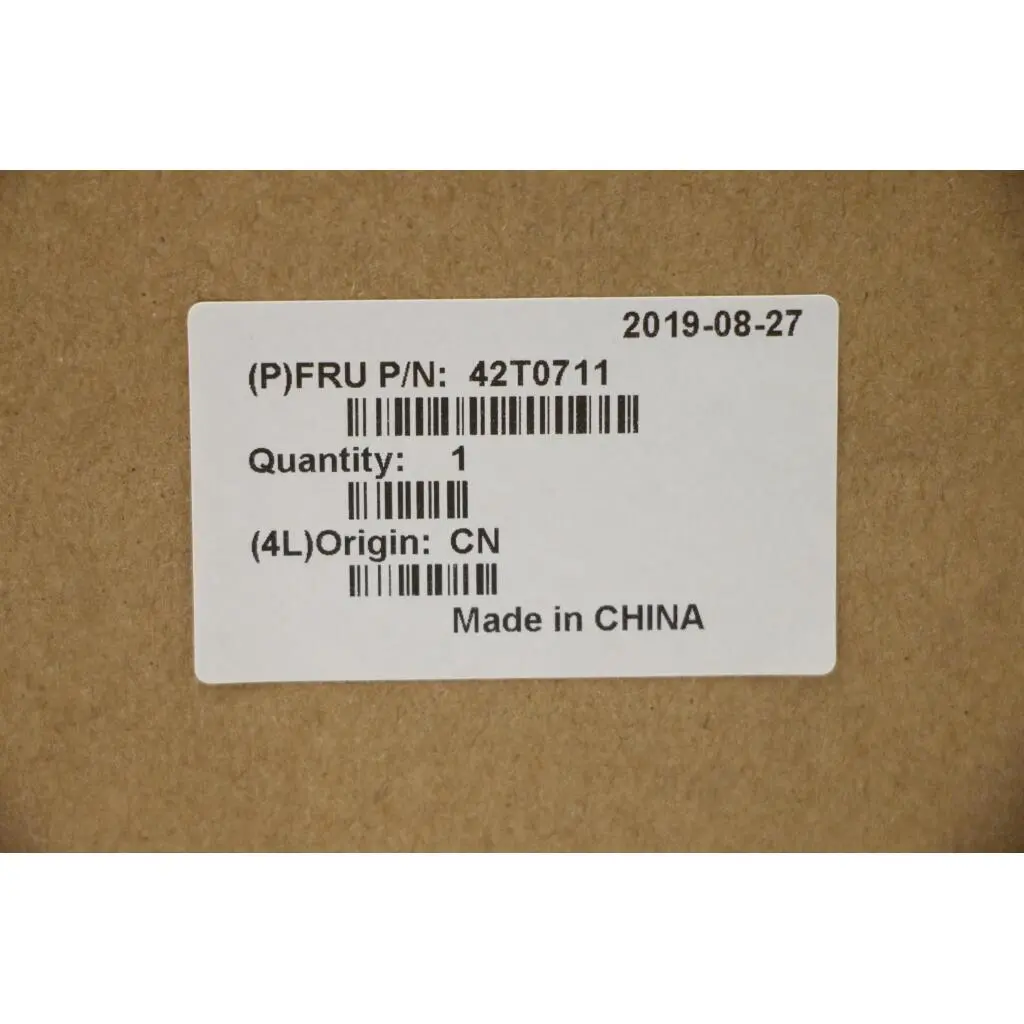 2019-08-27
(P)FRU P/N: 42T0711
Quantity: 1
(4L)Origin: CN
Made in CHINA